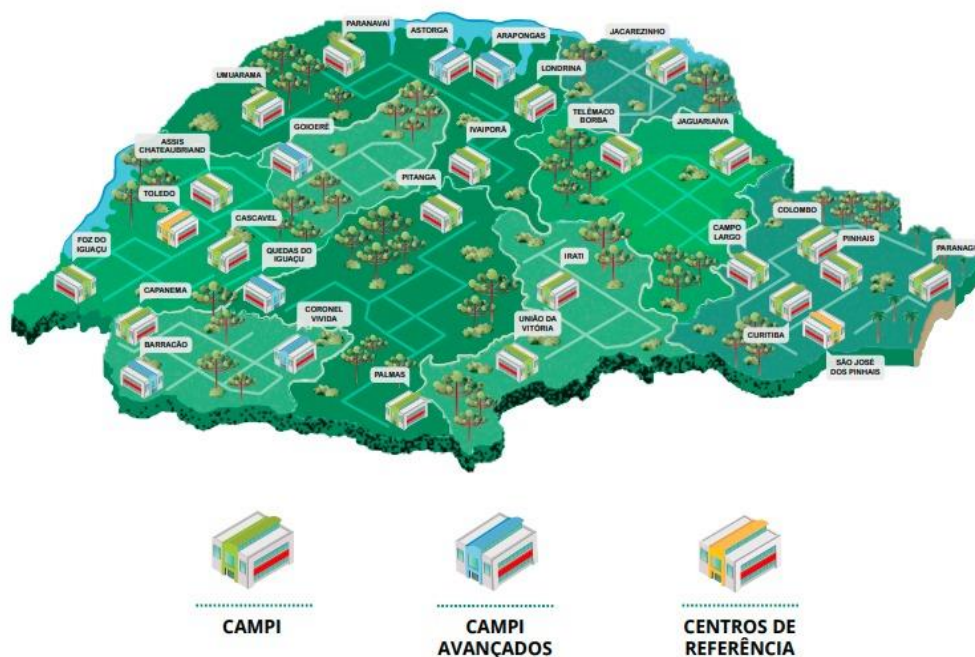 PARANAVAÍ
ASTORGA
ARAPONGAS
JACAREZINHO
UMUARAMA
LONDRINA
TELÊMACO
BORBA
JAGUARIAÍVA
GOIOERÊ
IVAIPORÃ
ASSIS
CHATEAUBRIAND
PITANGA
TOLEDO
CASCAVEL
COLOMBO
FOZ DO
IGUAÇU
QUEDAS DO
IGUAÇU
IRATI
CAMPO
LARGO
PINHAIS
PARANAGU
CAPANEMA
CORONEL
VIVIDA
BARRACÃO
UNIÃO DA
VITÓRIA
CURITIBA
PALMAS
SÃO JOSÉ
DOS PINHAIS
CAMPI
CAMPI
AVANÇADOS
CENTROS DE
REFERÊNCIA